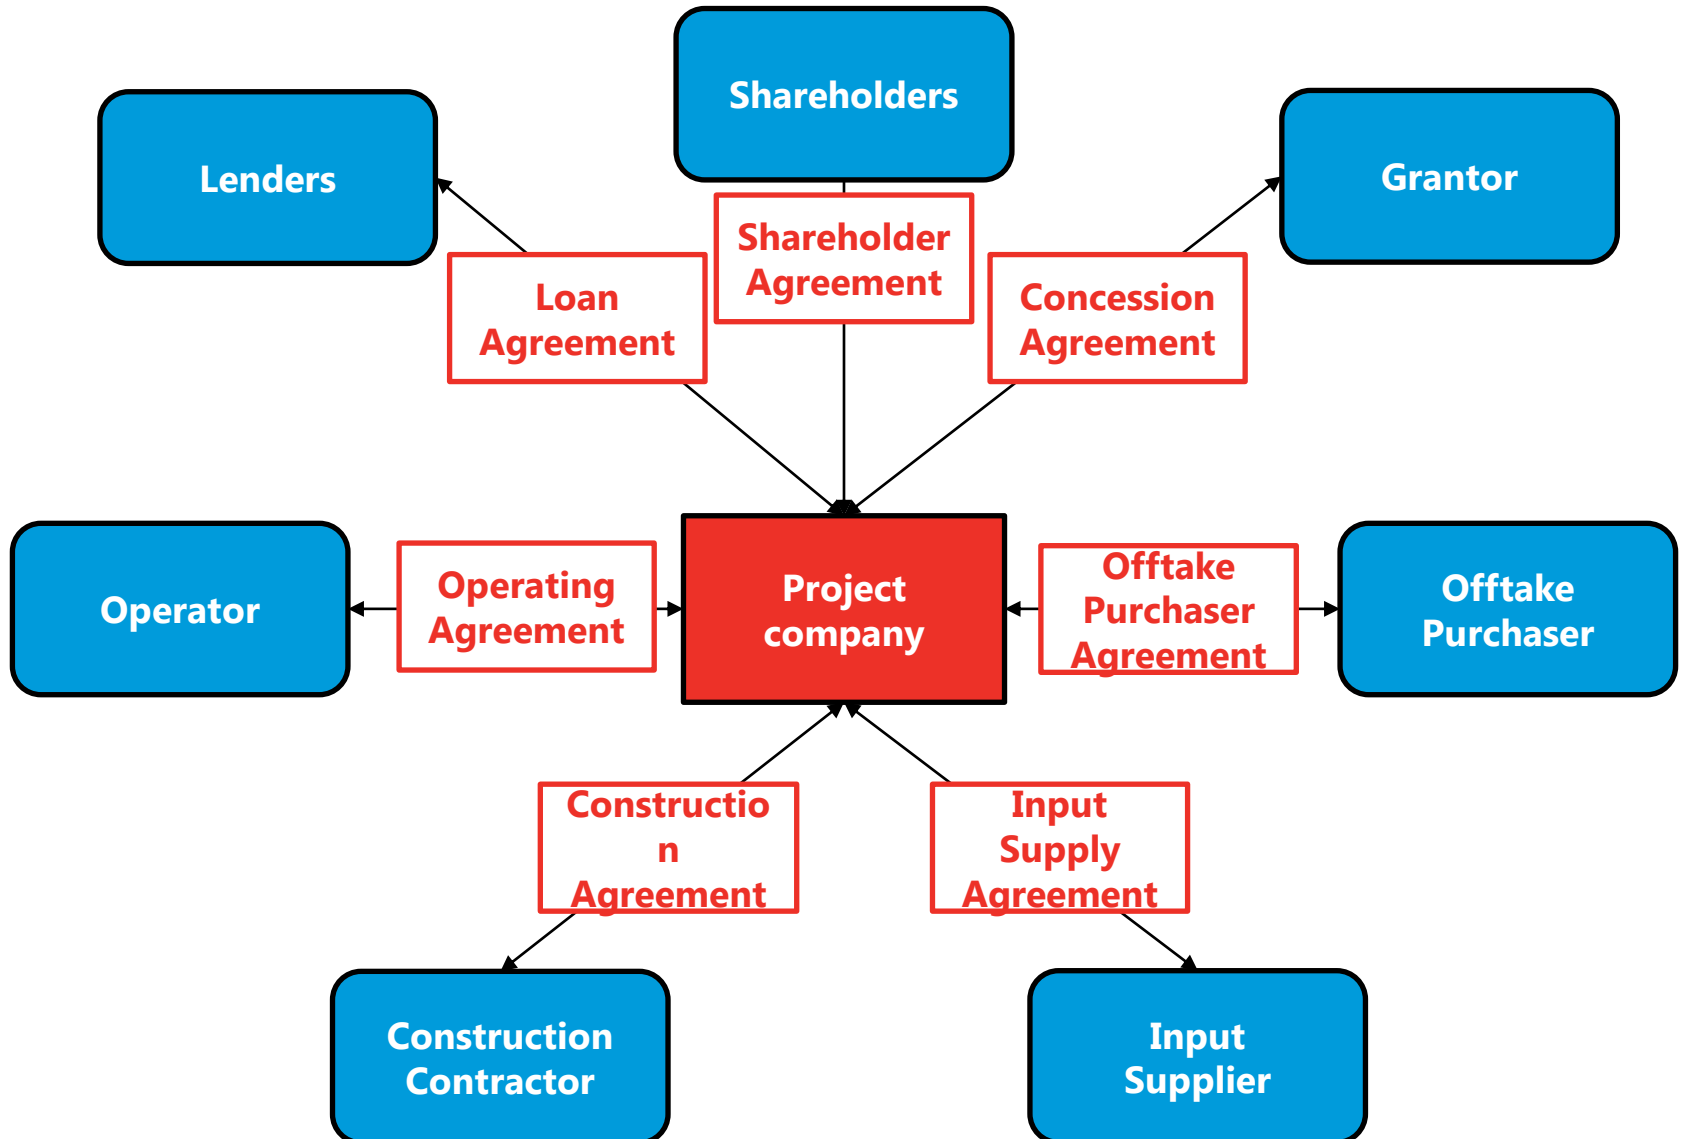 Shareholders
Lenders
Grantor
Shareholder
Agreement
Loan
Agreement
Concession
Agreement
Operator
Operating
Agreement
Project
company
Offtake
Purchaser
Agreement
Offtake
Purchaser
Constructio
n
Agreement
Input
Supply
Agreement
Construction
Contractor
Input
Supplier